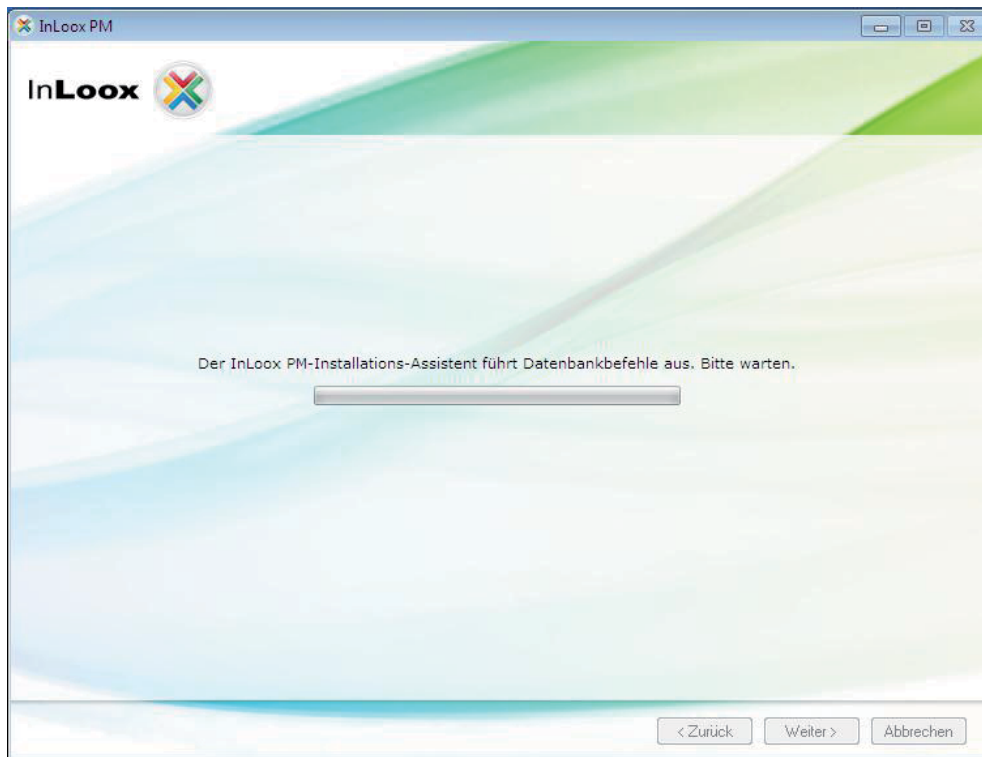 InLoox PM
InLoox
Der InLoox PM-Installations-Assistent führt Datenbankbefehle aus. Bitte warten.
< Zurück
Weiter >
Abbrechen